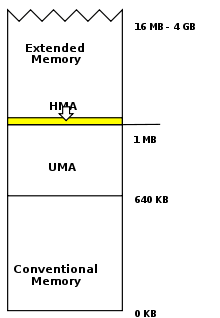 16 MB - 4 GB
Extended
Memory
HMA
1 MB
UMA
640 KB
Conventional
Memory
0 KB